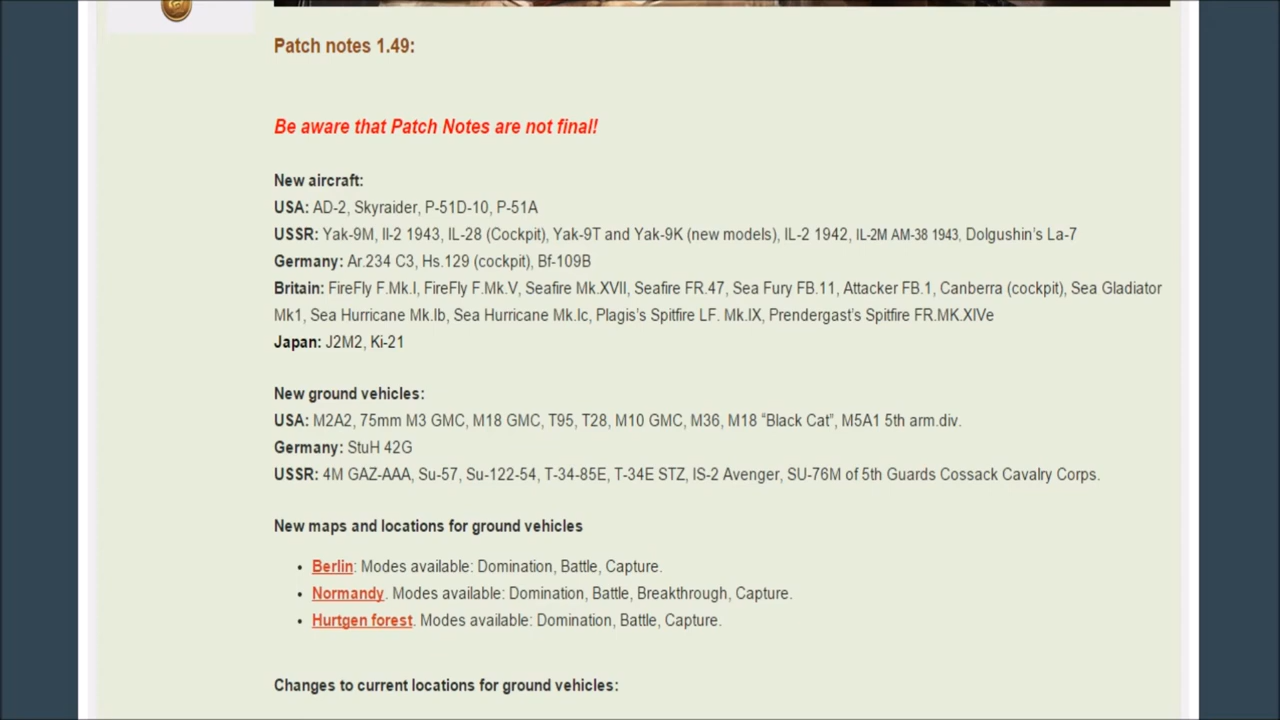 Patch notes 1.49:
Be aware that Patch Notes are not final!
New aircraft:
USA: AD-2, Skyraider, P-51D-10, P-51A
USSR: Yak-9M, Il-2 1943, IL-28 (Cockpit), Yak-9T and Yak-9K (new models), IL-2 1942, IL-2M AM-38 1943, Dolgushin's La-7
Germany: Ar.234 C3, Hs.129 (cockpit), Bf-109B
Britain: FireFly F.Mk.I, FireFly F.Mk.V, Seafire Mk.XVII, Seafire FR.47, Sea Fury FB.11, Attacker FB.1, Canberra (cockpit), Sea Gladiator
Mk1, Sea Hurricane Mk.Ib, Sea Hurricane Mk.Ic, Plagis's Spitfire LF. Mk.IX, Prendergast's Spitfire FR.MK.XIVe
Japan: J2M2, Ki-21
New ground vehicles:
USA: M2A2, 75mm M3 GMC, M18 GMC, T95, T28, M10 GMC, M36, M18 “Black Cat”, M5A1 5th arm.div.
Germany: StuH 42G
USSR: 4M GAZ-AAA, Su-57, Su-122-54, T-34-85E, T-34E STZ, IS-2 Avenger, SU-76M of 5th Guards Cossack Cavalry Corps.
New maps and locations for ground vehicles
• Berlin: Modes available: Domination, Battle, Capture.
• Normandy. Modes available: Domination, Battle, Breakthrough, Capture.
• Hurtgen forest. Modes available: Domination, Battle, Capture.
Changes to current locations for ground vehicles: